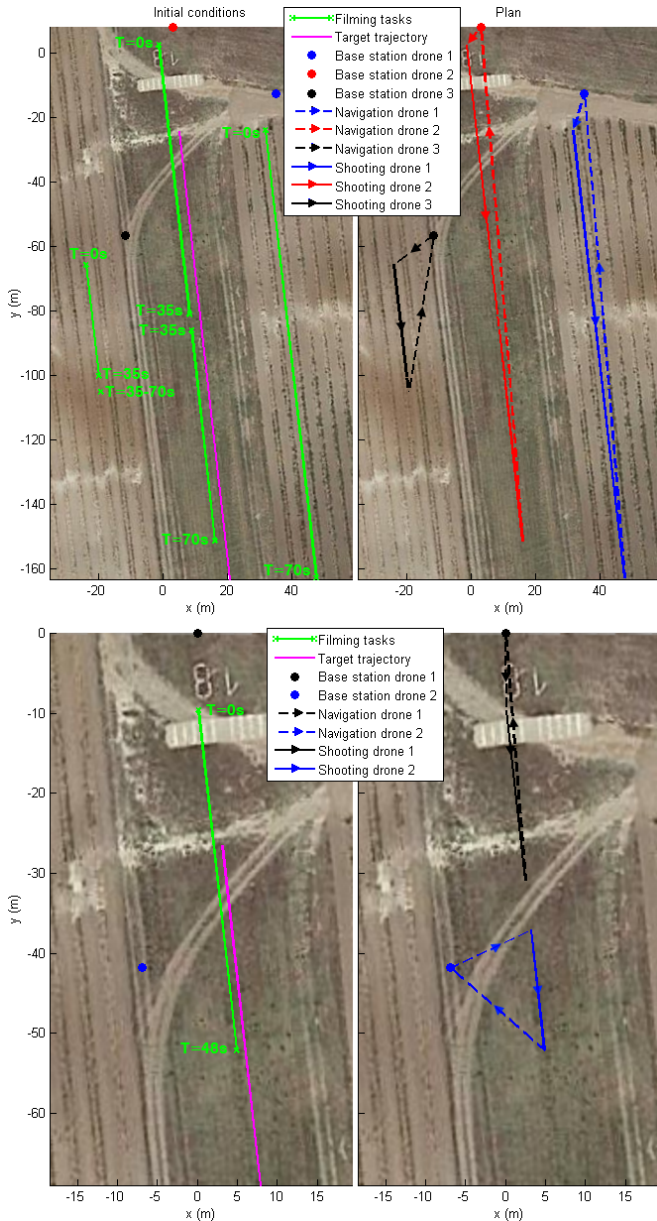 Initial conditions
Plan
Filming tasks
Target trajectory
Base station drone 1
Base station drone 2
Base station drone 3
Navigation drone 1
Navigation drone 2
Navigation drone 3
Shooting drone 1
Shooting drone 2
Shooting drone 3
T=0s
T=0s
T=0s
T=35s
T=35s
T=35s
T=35-70s
T=70s
T=70s
0
-20
-40
-60
-80
-100
-120
-140
-160
y (m)
-20 0 20 40
x (m)
-20 0 20 40
x (m)
Filming tasks
Target trajectory
Base station drone 1
Base station drone 2
Navigation drone 1
Navigation drone 2
Shooting drone 1
Shooting drone 2
T=0s
T=48s
0
-10
-20
-30
-40
-50
-60
y (m)
-15 -10 -5 0 5 10 15
x (m)
-15 -10 -5 0 5 10 15
x (m)